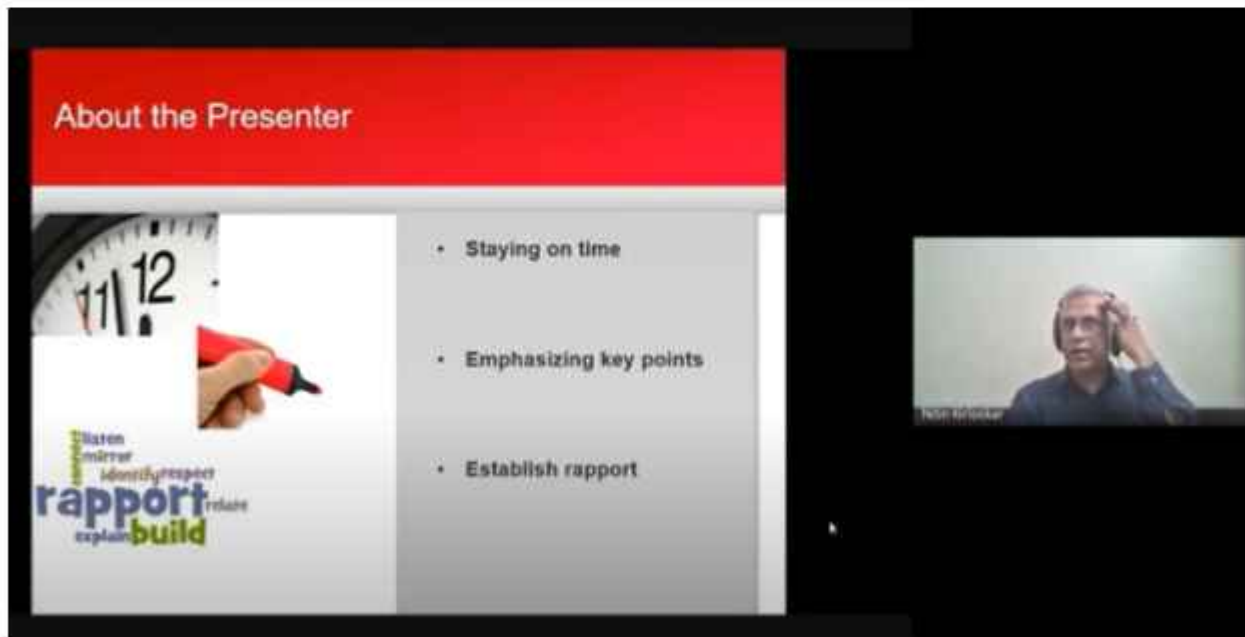 About the Presenter
11 12
• Staying on time
• Emphasizing key points
• Establish rapport
connect
listen
mirror
identify respect
rapport relate
explain build